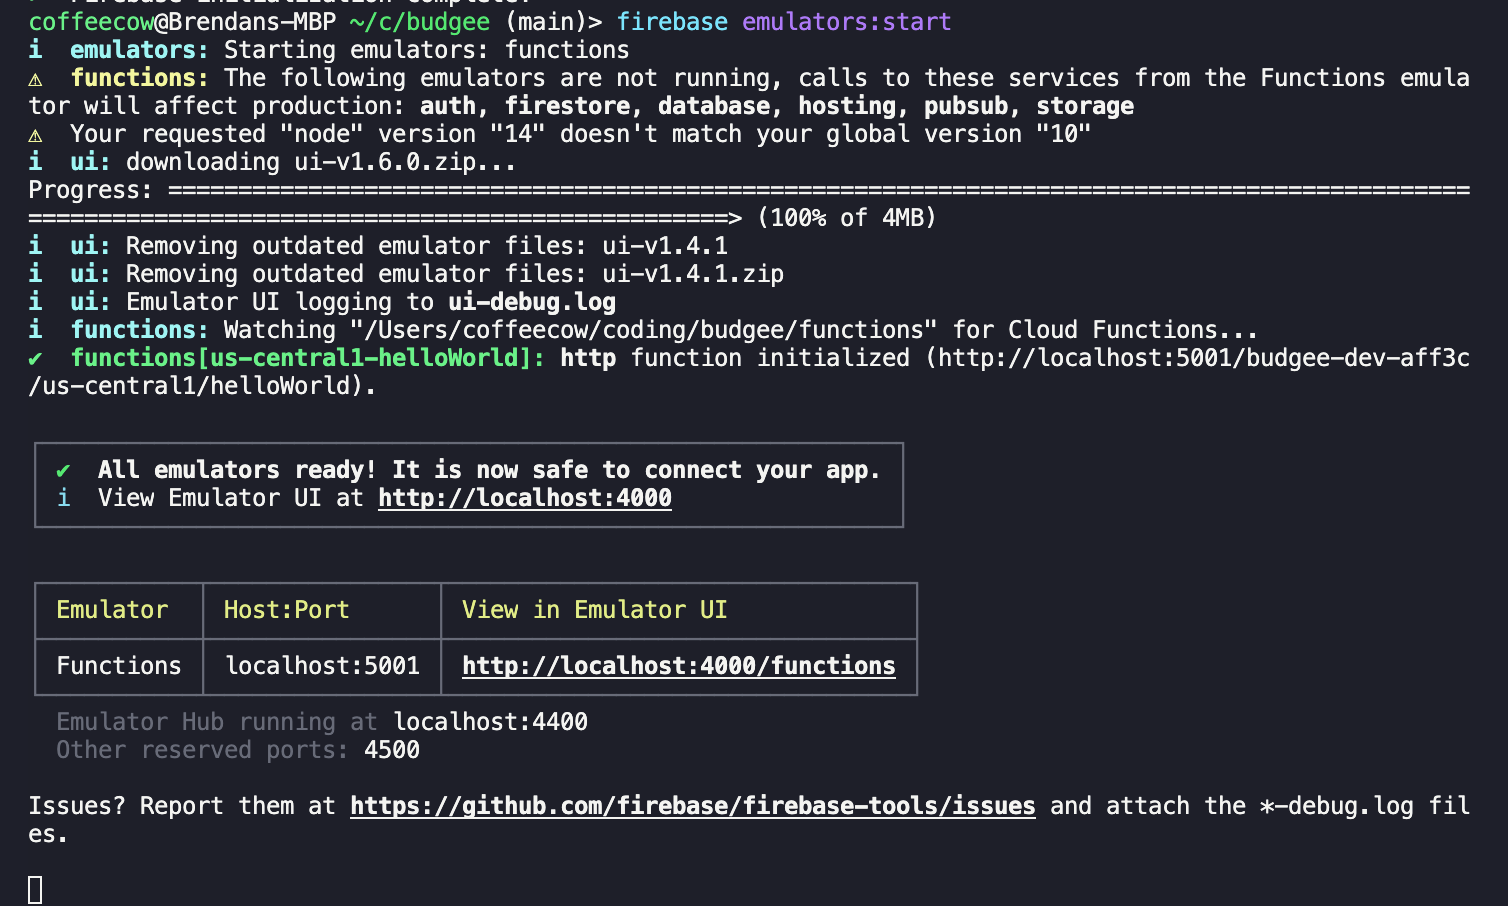 Firebase initialization complete!
coffeecow@Brendans-MBP ~/c/budgee (main)> firebase emulators:start
i  emulators: Starting emulators: functions
⚠  functions: The following emulators are not running, calls to these services from the Functions emula
tor will affect production: auth, firestore, database, hosting, pubsub, storage
⚠  Your requested "node" version "14" doesn't match your global version "10"
i  ui: downloading ui-v1.6.0.zip...
Progress: =============================================================================================
==================================================> (100% of 4MB)
i  ui: Removing outdated emulator files: ui-v1.4.1
i  ui: Removing outdated emulator files: ui-v1.4.1.zip
i  ui: Emulator UI logging to ui-debug.log
i  functions: Watching "/Users/coffeecow/coding/budgee/functions" for Cloud Functions...
✔  functions[us-central1-helloWorld]: http function initialized (http://localhost:5001/budgee-dev-aff3c
/us-central1/helloWorld).
✔  All emulators ready! It is now safe to connect your app.
i  View Emulator UI at http://localhost:4000
Emulator Host:Port View in Emulator UI
Functions localhost:5001 http://localhost:4000/functions
Emulator Hub running at localhost:4400
Other reserved ports: 4500
Issues? Report them at https://github.com/firebase/firebase-tools/issues and attach the *-debug.log fil
es.